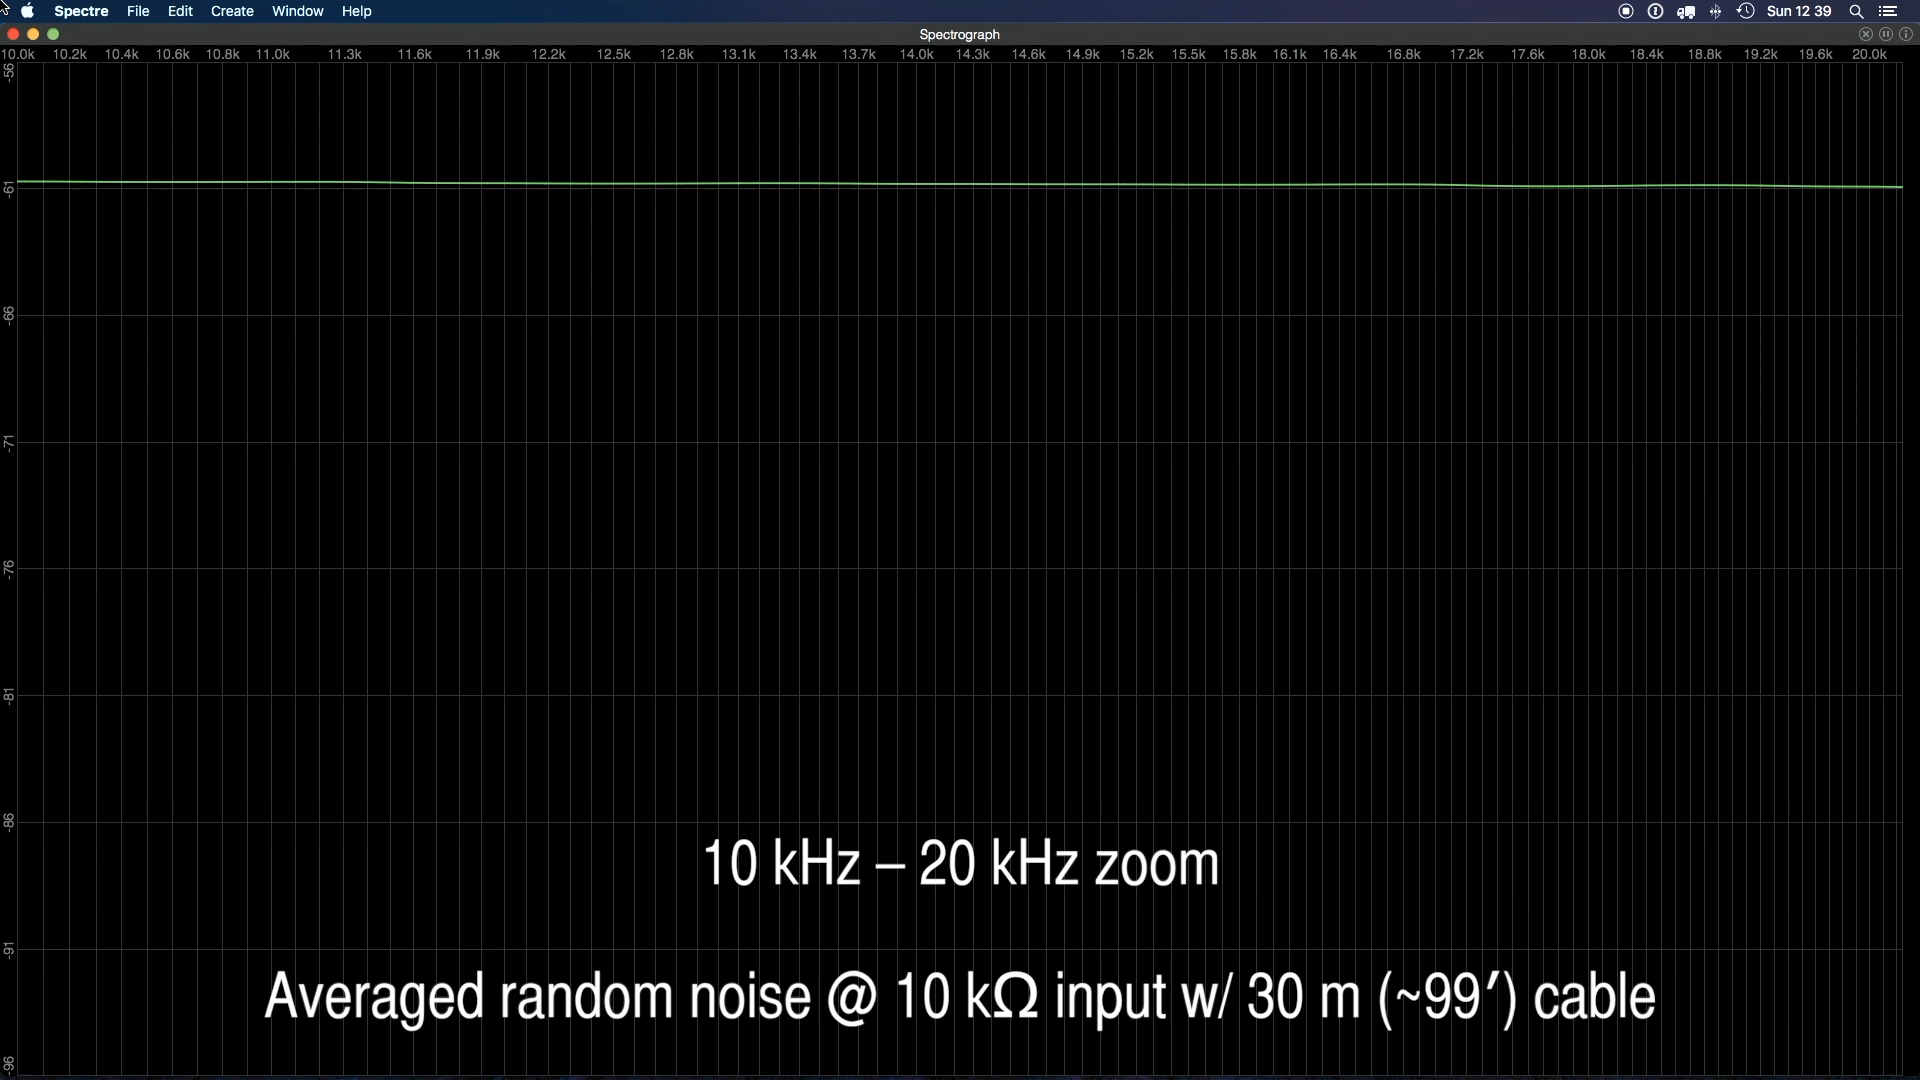 Spectre File Edit Create Window Help Sun 12 39
Spectrograph
10.0k 10.2k 10.4k 10.6k 10.8k 11.0k 11.3k 11.6k 11.9k 12.2k 12.5k 12.8k 13.1k 13.4k 13.7k 14.0k 14.3k 14.6k 14.9k 15.2k 15.5k 15.8k 16.1k 16.4k 16.8k 17.2k 17.6k 18.0k 18.4k 18.8k 19.2k 19.6k 20.0k
-56
-61
-66
-71
-76
-81
-86
10 kHz – 20 kHz zoom
-91
Averaged random noise @ 10 kΩ input w/ 30 m (~99′) cable
-96